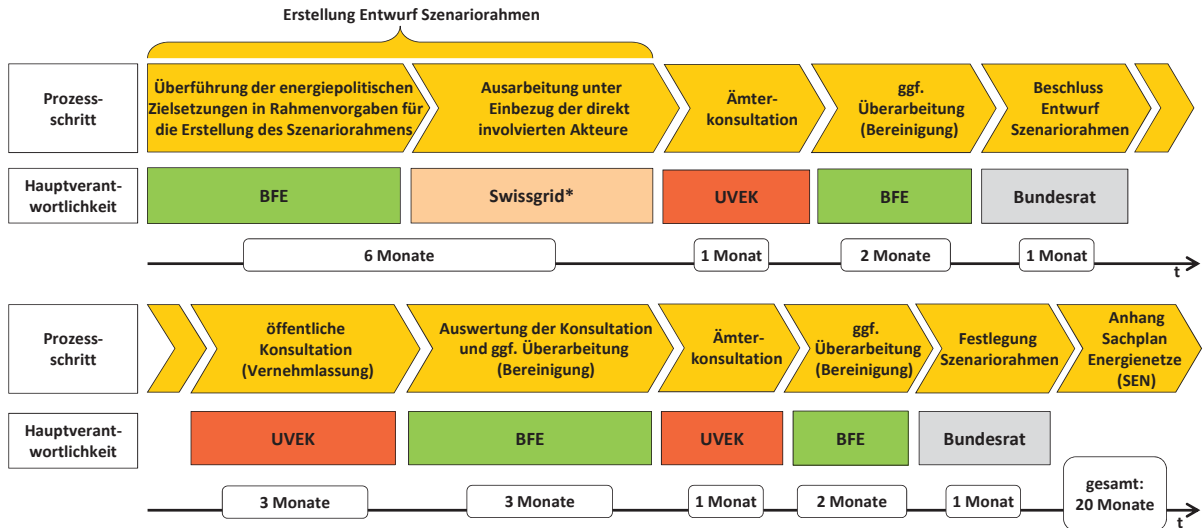 Erstellung Entwurf Szenariorahmen
Prozess-
schritt
Überführung der energiepolitischen
Zielsetzungen in Rahmenvorgaben für
die Erstellung des Szenariorahmens
Ausarbeitung unter
Einbezug der direkt
involvierten Akteure
Ämter-
konsultation
ggf.
Überarbeitung
(Bereinigung)
Beschluss
Entwurf
Szenariorahmen
Hauptverant-
wortlichkeit
BFE
Swissgrid*
UVEK
BFE
Bundesrat
6 Monate
1 Monat
2 Monate
1 Monat
t
Prozess-
schritt
öffentliche
Konsultation
(Vernehmlassung)
Auswertung der Konsultation
und ggf. Überarbeitung
(Bereinigung)
Ämter-
konsultation
ggf.
Überarbeitung
(Bereinigung)
Festlegung
Szenariorahmen
Anhang
Sachplan
Energienetze
(SEN)
Hauptverant-
wortlichkeit
UVEK
BFE
UVEK
BFE
Bundesrat
3 Monate
3 Monate
1 Monat
2 Monate
1 Monat
gesamt:
20 Monate
t